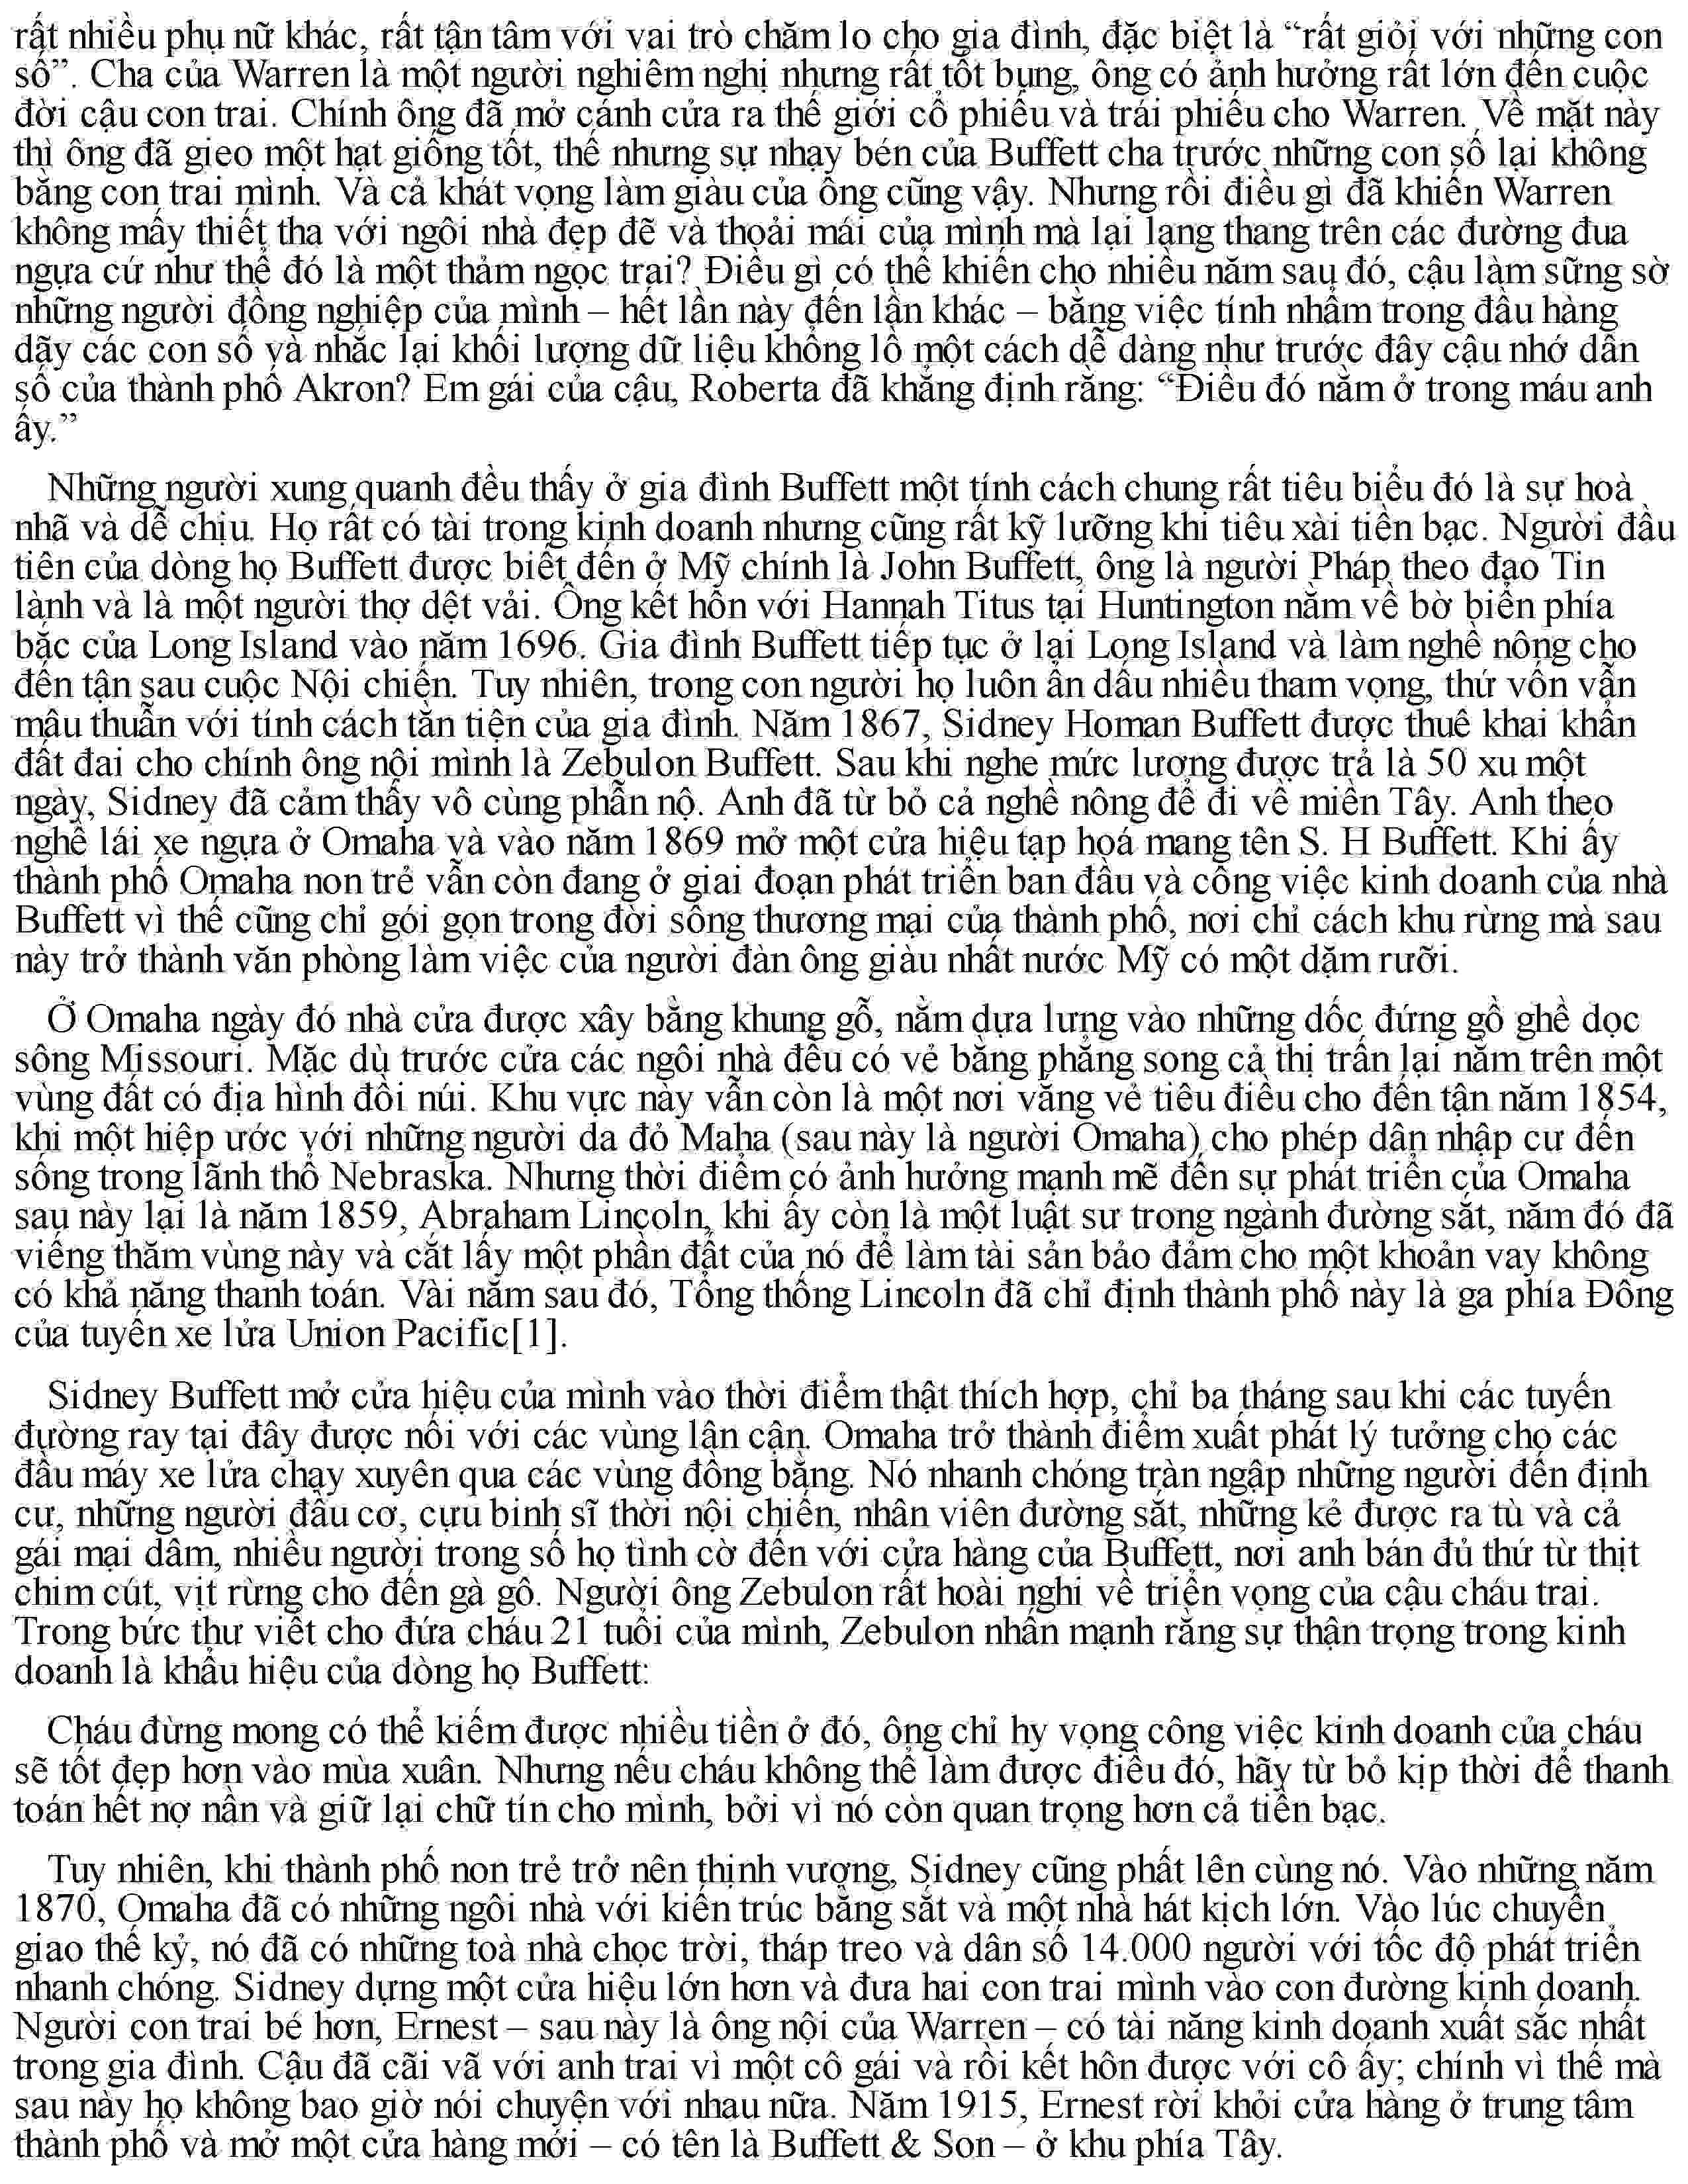 rất nhiều phụ nữ khác, rất tận tâm với vai trò chăm lo cho gia đình, đặc biệt là “rất giỏi với những con
số”. Cha của Warren là một người nghiêm nghị nhưng rất tốt bụng, ông có ảnh hưởng rất lớn đến cuộc
đời cậu con trai. Chính ông đã mở cánh cửa ra thế giới cổ phiếu và trái phiếu cho Warren. Về mặt này
thì ông đã gieo một hạt giống tốt, thế nhưng sự nhạy bén của Buffett cha trước những con số lại không
bằng con trai mình. Và cả khát vọng làm giàu của ông cũng vậy. Nhưng rồi điều gì đã khiến Warren
không mấy thiết tha với ngôi nhà đẹp đẽ và thoải mái của mình mà lại lang thang trên các đường đua
ngựa cứ như thể đó là một thảm ngọc trai? Điều gì có thể khiến cho nhiều năm sau đó, cậu làm sững sờ
những người đồng nghiệp của mình – hết lần này đến lần khác – bằng việc tính nhẩm trong đầu hàng
dãy các con số và nhắc lại khối lượng dữ liệu khổng lồ một cách dễ dàng như trước đây cậu nhớ dân
số của thành phố Akron? Em gái của cậu, Roberta đã khẳng định rằng: “Điều đó nằm ở trong máu anh
ấy.”
Những người xung quanh đều thấy ở gia đình Buffett một tính cách chung rất tiêu biểu đó là sự hoà
nhã và dễ chịu. Họ rất có tài trong kinh doanh nhưng cũng rất kỹ lưỡng khi tiêu xài tiền bạc. Người đầu
tiên của dòng họ Buffett được biết đến ở Mỹ chính là John Buffett, ông là người Pháp theo đạo Tin
lành và là một người thợ dệt vải. Ông kết hôn với Hannah Titus tại Huntington nằm về bờ biển phía
bắc của Long Island vào năm 1696. Gia đình Buffett tiếp tục ở lại Long Island và làm nghề nông cho
đến tận sau cuộc Nội chiến. Tuy nhiên, trong con người họ luôn ẩn dấu nhiều tham vọng, thứ vốn vẫn
mâu thuẫn với tính cách tằn tiện của gia đình. Năm 1867, Sidney Homan Buffett được thuê khai khẩn
đất đai cho chính ông nội mình là Zebulon Buffett. Sau khi nghe mức lương được trả là 50 xu một
ngày, Sidney đã cảm thấy vô cùng phẫn nộ. Anh đã từ bỏ cả nghề nông để đi về miền Tây. Anh theo
nghề lái xe ngựa ở Omaha và vào năm 1869 mở một cửa hiệu tạp hoá mang tên S. H Buffett. Khi ấy
thành phố Omaha non trẻ vẫn còn đang ở giai đoạn phát triển ban đầu và công việc kinh doanh của nhà
Buffett vì thế cũng chỉ gói gọn trong đời sống thương mại của thành phố, nơi chỉ cách khu rừng mà sau
này trở thành văn phòng làm việc của người đàn ông giàu nhất nước Mỹ có một dặm rưỡi.
Ở Omaha ngày đó nhà cửa được xây bằng khung gỗ, nằm dựa lưng vào những dốc đứng gồ ghề dọc
sông Missouri. Mặc dù trước cửa các ngôi nhà đều có vẻ bằng phẳng song cả thị trấn lại nằm trên một
vùng đất có địa hình đồi núi. Khu vực này vẫn còn là một nơi vắng vẻ tiêu điều cho đến tận năm 1854,
khi một hiệp ước với những người da đỏ Maha (sau này là người Omaha) cho phép dân nhập cư đến
sống trong lãnh thổ Nebraska. Nhưng thời điểm có ảnh hưởng mạnh mẽ đến sự phát triển của Omaha
sau này lại là năm 1859, Abraham Lincoln, khi ấy còn là một luật sư trong ngành đường sắt, năm đó đã
viếng thăm vùng này và cắt lấy một phần đất của nó để làm tài sản bảo đảm cho một khoản vay không
có khả năng thanh toán. Vài năm sau đó, Tổng thống Lincoln đã chỉ định thành phố này là ga phía Đông
của tuyến xe lửa Union Pacific[1].
Sidney Buffett mở cửa hiệu của mình vào thời điểm thật thích hợp, chỉ ba tháng sau khi các tuyến
đường ray tại đây được nối với các vùng lận cận. Omaha trở thành điểm xuất phát lý tưởng cho các
đầu máy xe lửa chạy xuyên qua các vùng đồng bằng. Nó nhanh chóng tràn ngập những người đến định
cư, những người đầu cơ, cựu binh sĩ thời nội chiến, nhân viên đường sắt, những kẻ được ra tù và cả
gái mại dâm, nhiều người trong số họ tình cờ đến với cửa hàng của Buffett, nơi anh bán đủ thứ từ thịt
chim cút, vịt rừng cho đến gà gô. Người ông Zebulon rất hoài nghi về triển vọng của cậu cháu trai.
Trong bức thư viết cho đứa cháu 21 tuổi của mình, Zebulon nhấn mạnh rằng sự thận trọng trong kinh
doanh là khẩu hiệu của dòng họ Buffett:
Cháu đừng mong có thể kiếm được nhiều tiền ở đó, ông chỉ hy vọng công việc kinh doanh của cháu
sẽ tốt đẹp hơn vào mùa xuân. Nhưng nếu cháu không thể làm được điều đó, hãy từ bỏ kịp thời để thanh
toán hết nợ nần và giữ lại chữ tín cho mình, bởi vì nó còn quan trọng hơn cả tiền bạc.
Tuy nhiên, khi thành phố non trẻ trở nên thịnh vượng, Sidney cũng phất lên cùng nó. Vào những năm
1870, Omaha đã có những ngôi nhà với kiến trúc bằng sắt và một nhà hát kịch lớn. Vào lúc chuyển
giao thế kỷ, nó đã có những toà nhà chọc trời, tháp treo và dân số 14.000 người với tốc độ phát triển
nhanh chóng. Sidney dựng một cửa hiệu lớn hơn và đưa hai con trai mình vào con đường kinh doanh.
Người con trai bé hơn, Ernest – sau này là ông nội của Warren – có tài năng kinh doanh xuất sắc nhất
trong gia đình. Cậu đã cãi vã với anh trai vì một cô gái và rồi kết hôn được với cô ấy; chính vì thế mà
sau này họ không bao giờ nói chuyện với nhau nữa. Năm 1915, Ernest rời khỏi cửa hàng ở trung tâm
thành phố và mở một cửa hàng mới – có tên là Buffett & Son – ở khu phía Tây.